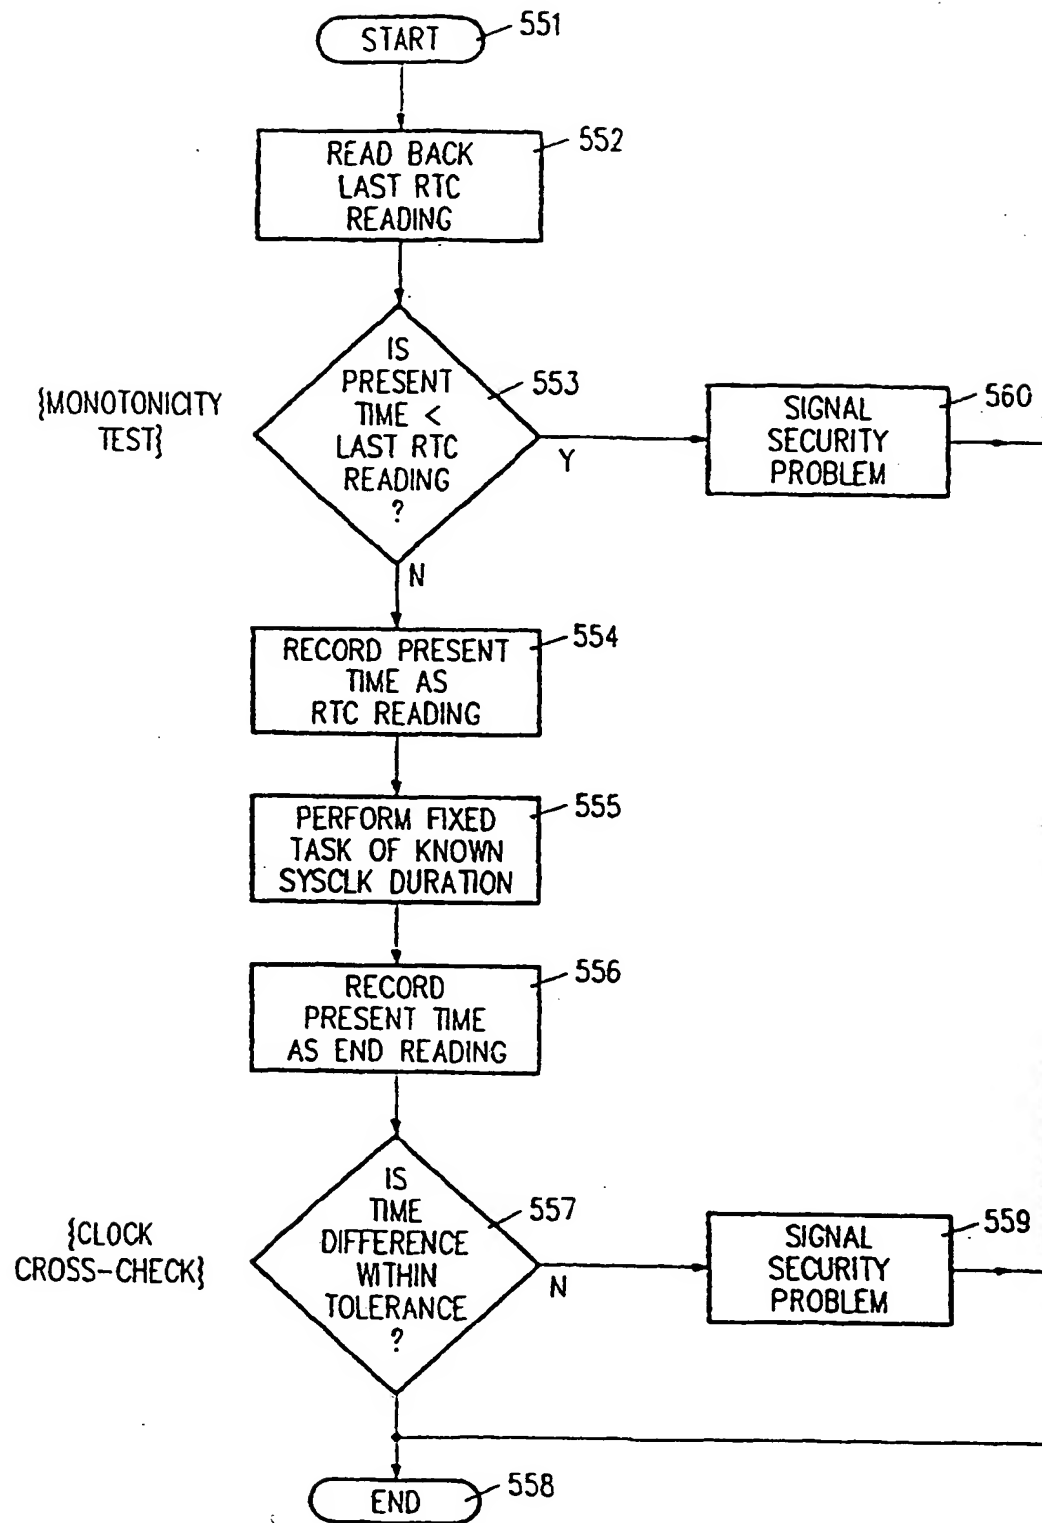 START
551
READ BACK
LAST RTC
READING
552
IS
PRESENT
TIME <
LAST RTC
READING
?
553
{MONOTONICITY
TEST}
Y
SIGNAL
SECURITY
PROBLEM
560
N
RECORD PRESENT
TIME AS
RTC READING
554
PERFORM FIXED
TASK OF KNOWN
SYSCLK DURATION
555
RECORD
PRESENT TIME
AS END READING
556
IS
TIME
DIFFERENCE
WITHIN
TOLERANCE
?
557
{CLOCK
CROSS-CHECK}
N
SIGNAL
SECURITY
PROBLEM
559
END
558